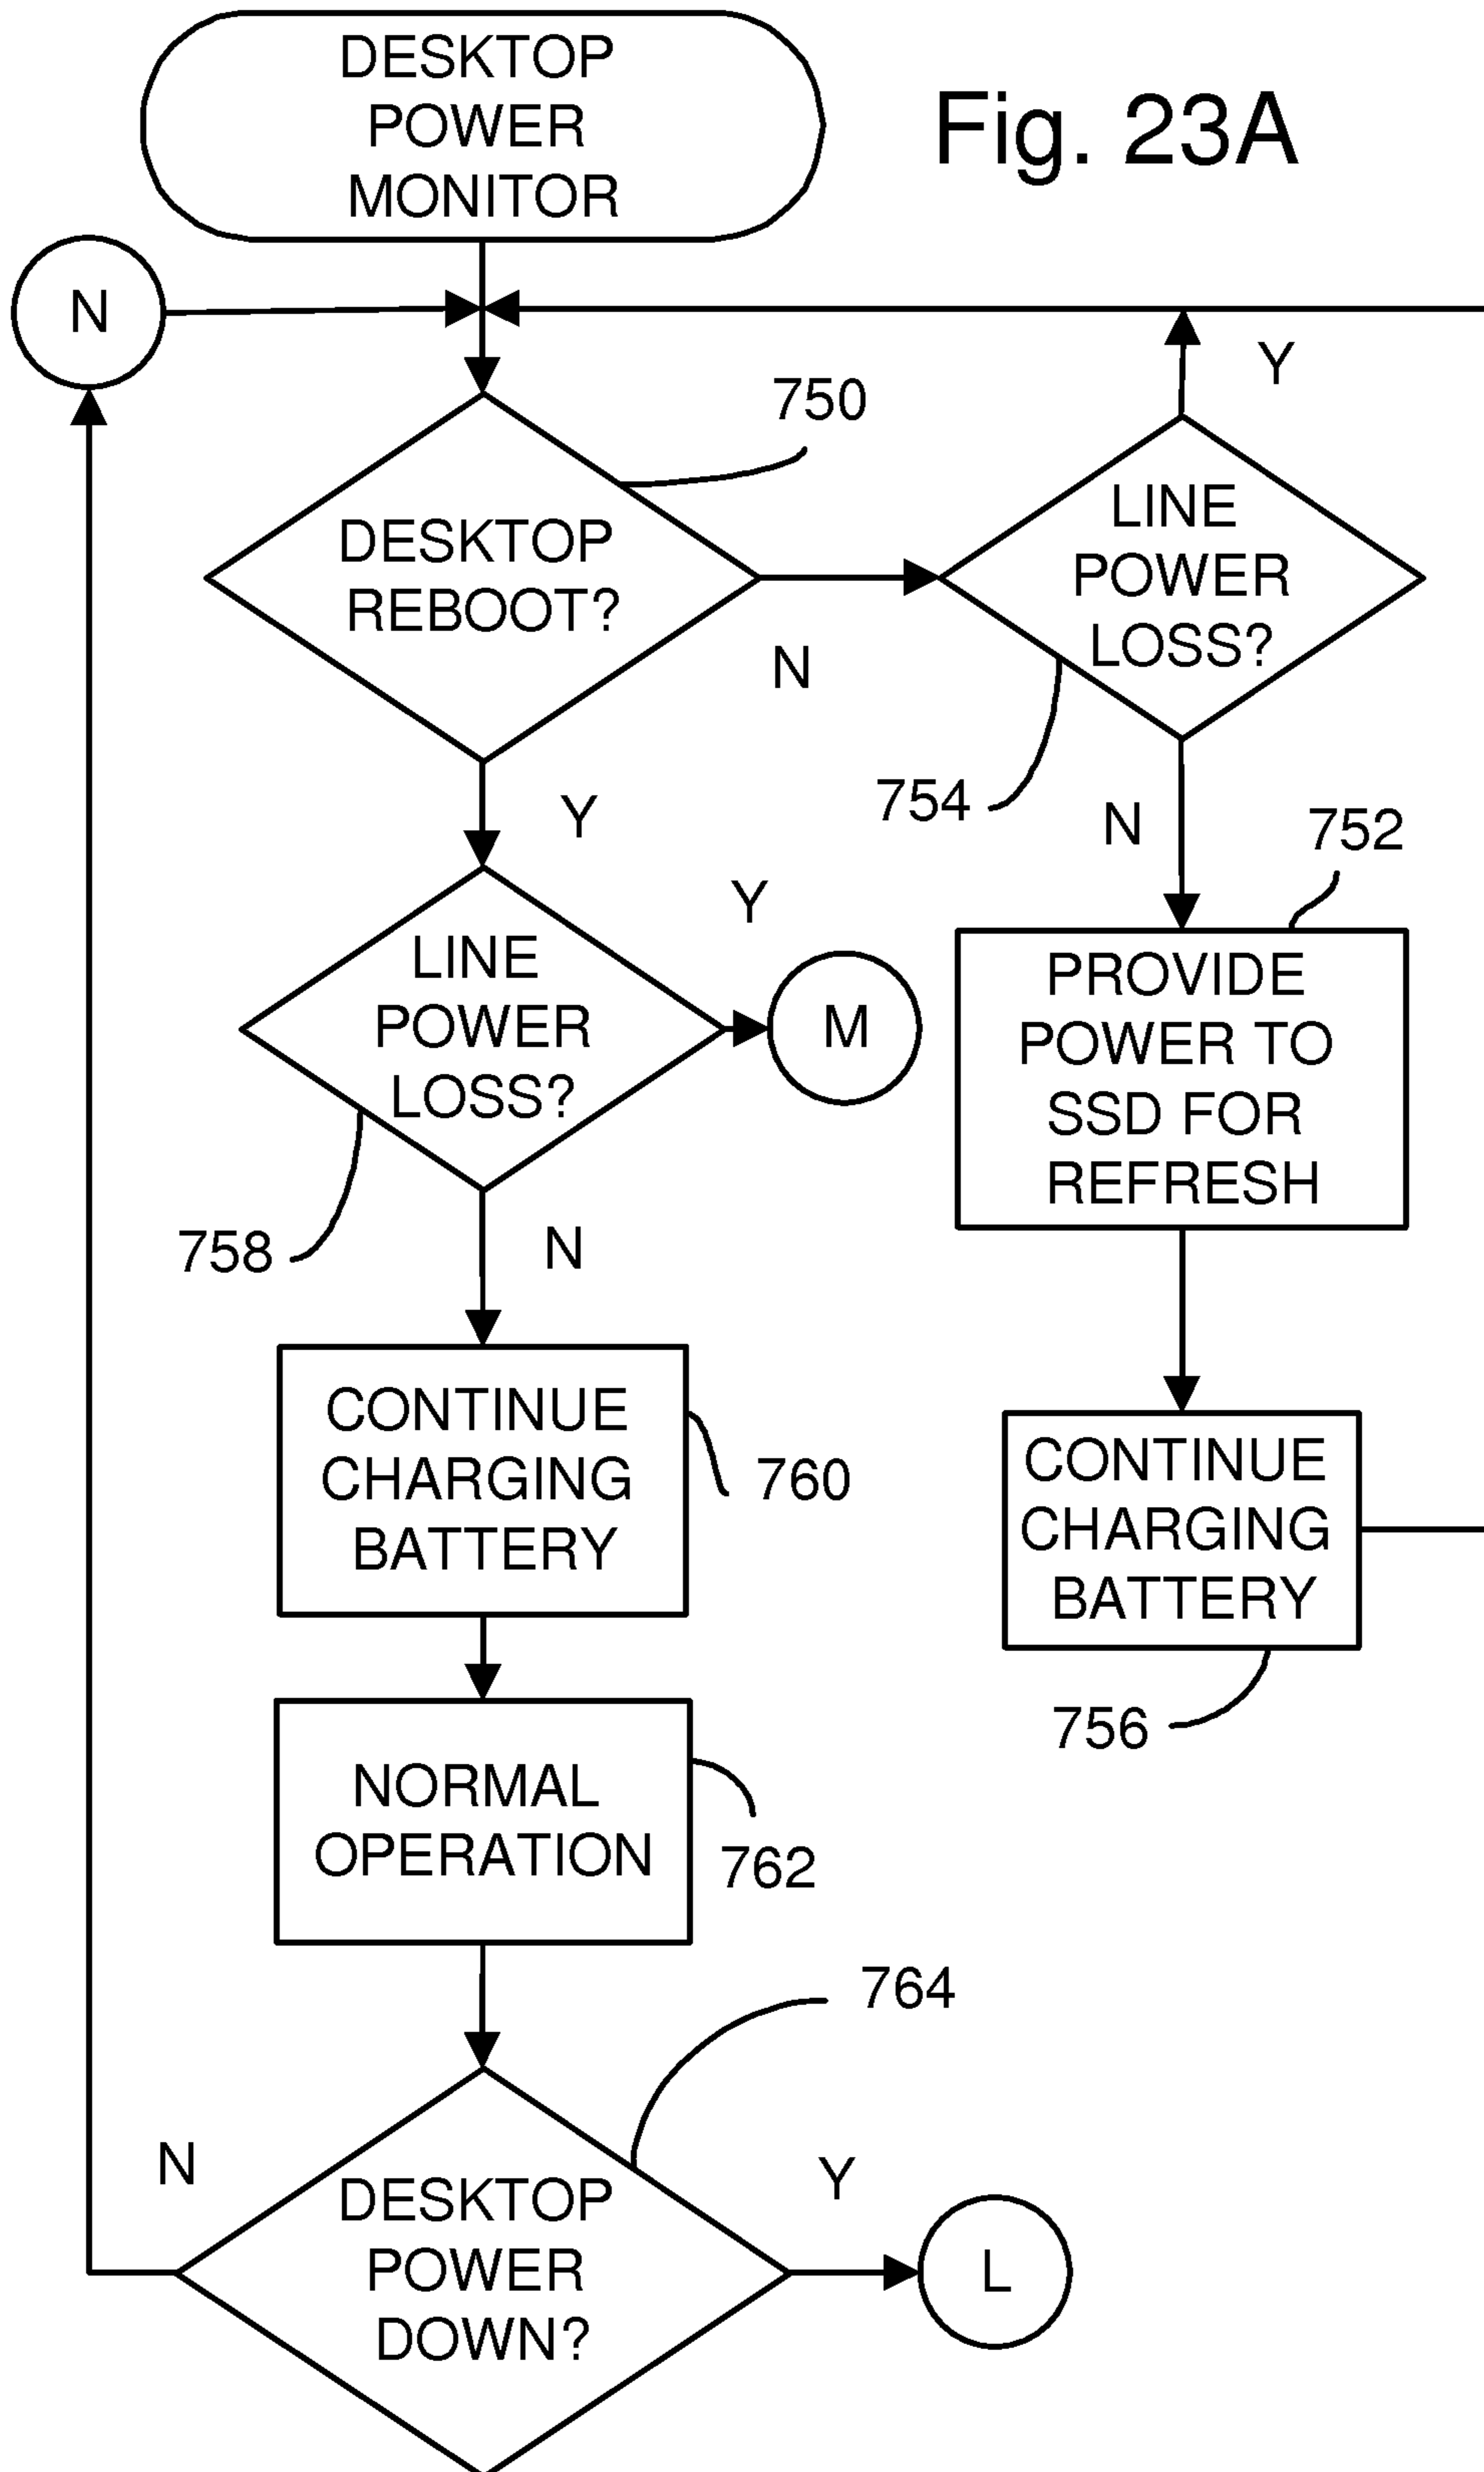 DESKTOP
POWER
MONITOR
Fig. 23A
N
Y
750
DESKTOP
REBOOT?
N
LINE
POWER
LOSS?
754
N
752
Y
LINE
POWER
LOSS?
Y
M
758
N
PROVIDE
POWER TO
SSD FOR
REFRESH
CONTINUE
CHARGING
BATTERY
760
CONTINUE
CHARGING
BATTERY
756
NORMAL
OPERATION
762
764
N
DESKTOP
POWER
DOWN?
Y
L